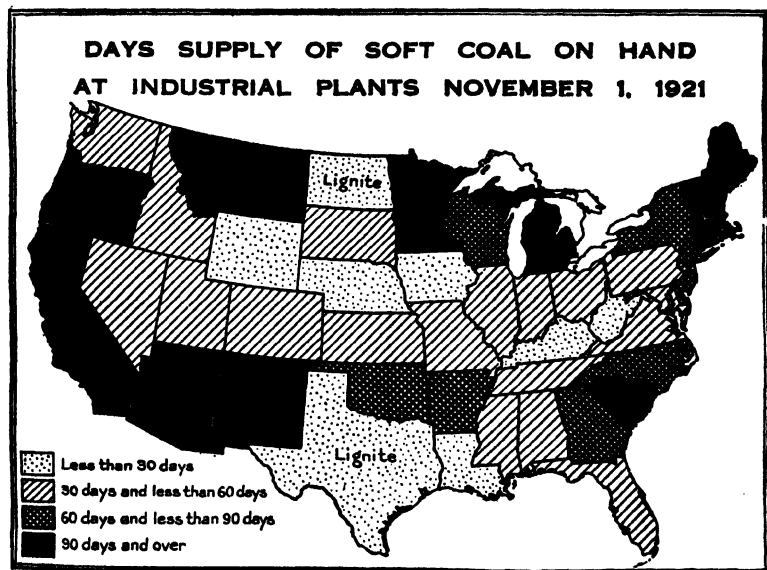 DAYS SUPPLY OF SOFT COAL ON HAND
AT INDUSTRIAL PLANTS NOVEMBER 1, 1921
Lignite
Lignite
Less than 30 days
30 days and less than 60 days
60 days and less than 90 days
90 days and over